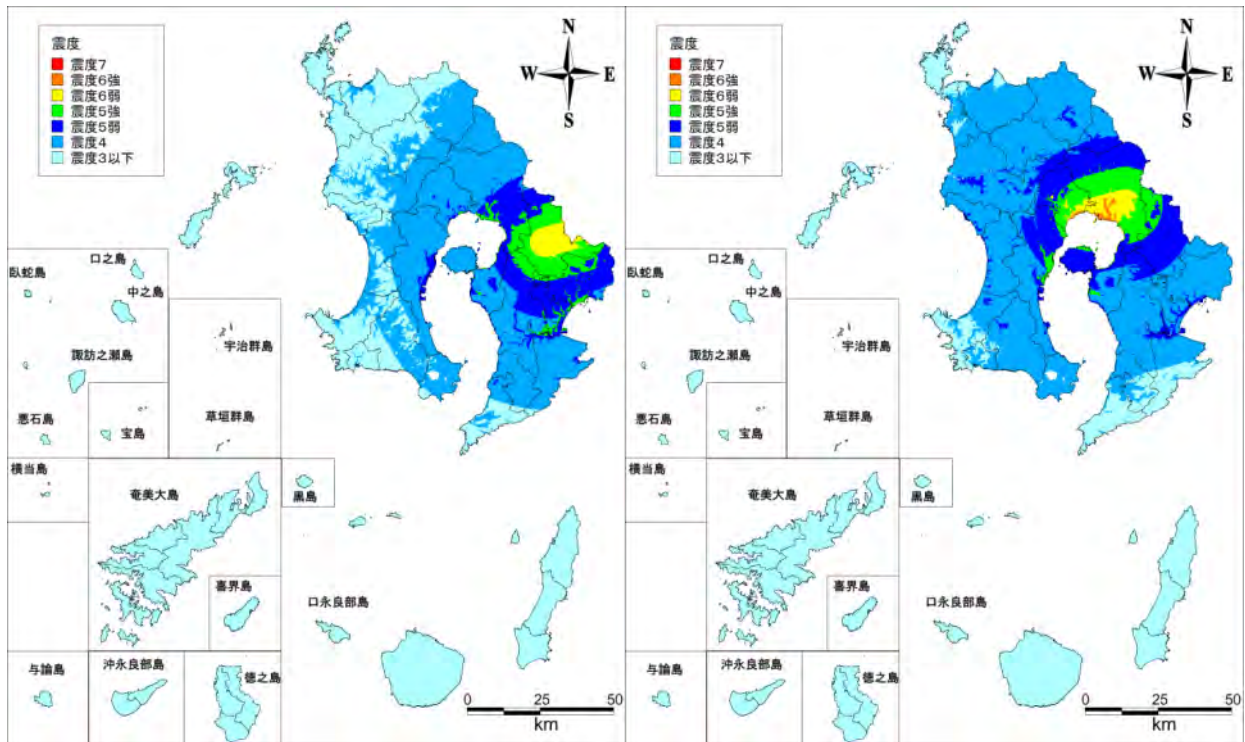 震度
震度7
震度6強
震度6弱
震度5強
震度5弱
震度4
震度3以下
N
W E
S
口之島
臥蛇島
中之島
宇治群島
諏訪之瀬島
草垣群島
悪石島
宝島
横当島
奄美大島
黒島
喜界島
口永良部島
与論島
沖永良部島
徳之島
0 25 50
km
震度
震度7
震度6強
震度6弱
震度5強
震度5弱
震度4
震度3以下
N
W E
S
口之島
臥蛇島
中之島
宇治群島
諏訪之瀬島
草垣群島
悪石島
宝島
横当島
奄美大島
黒島
喜界島
口永良部島
与論島
沖永良部島
徳之島
0 25 50
km